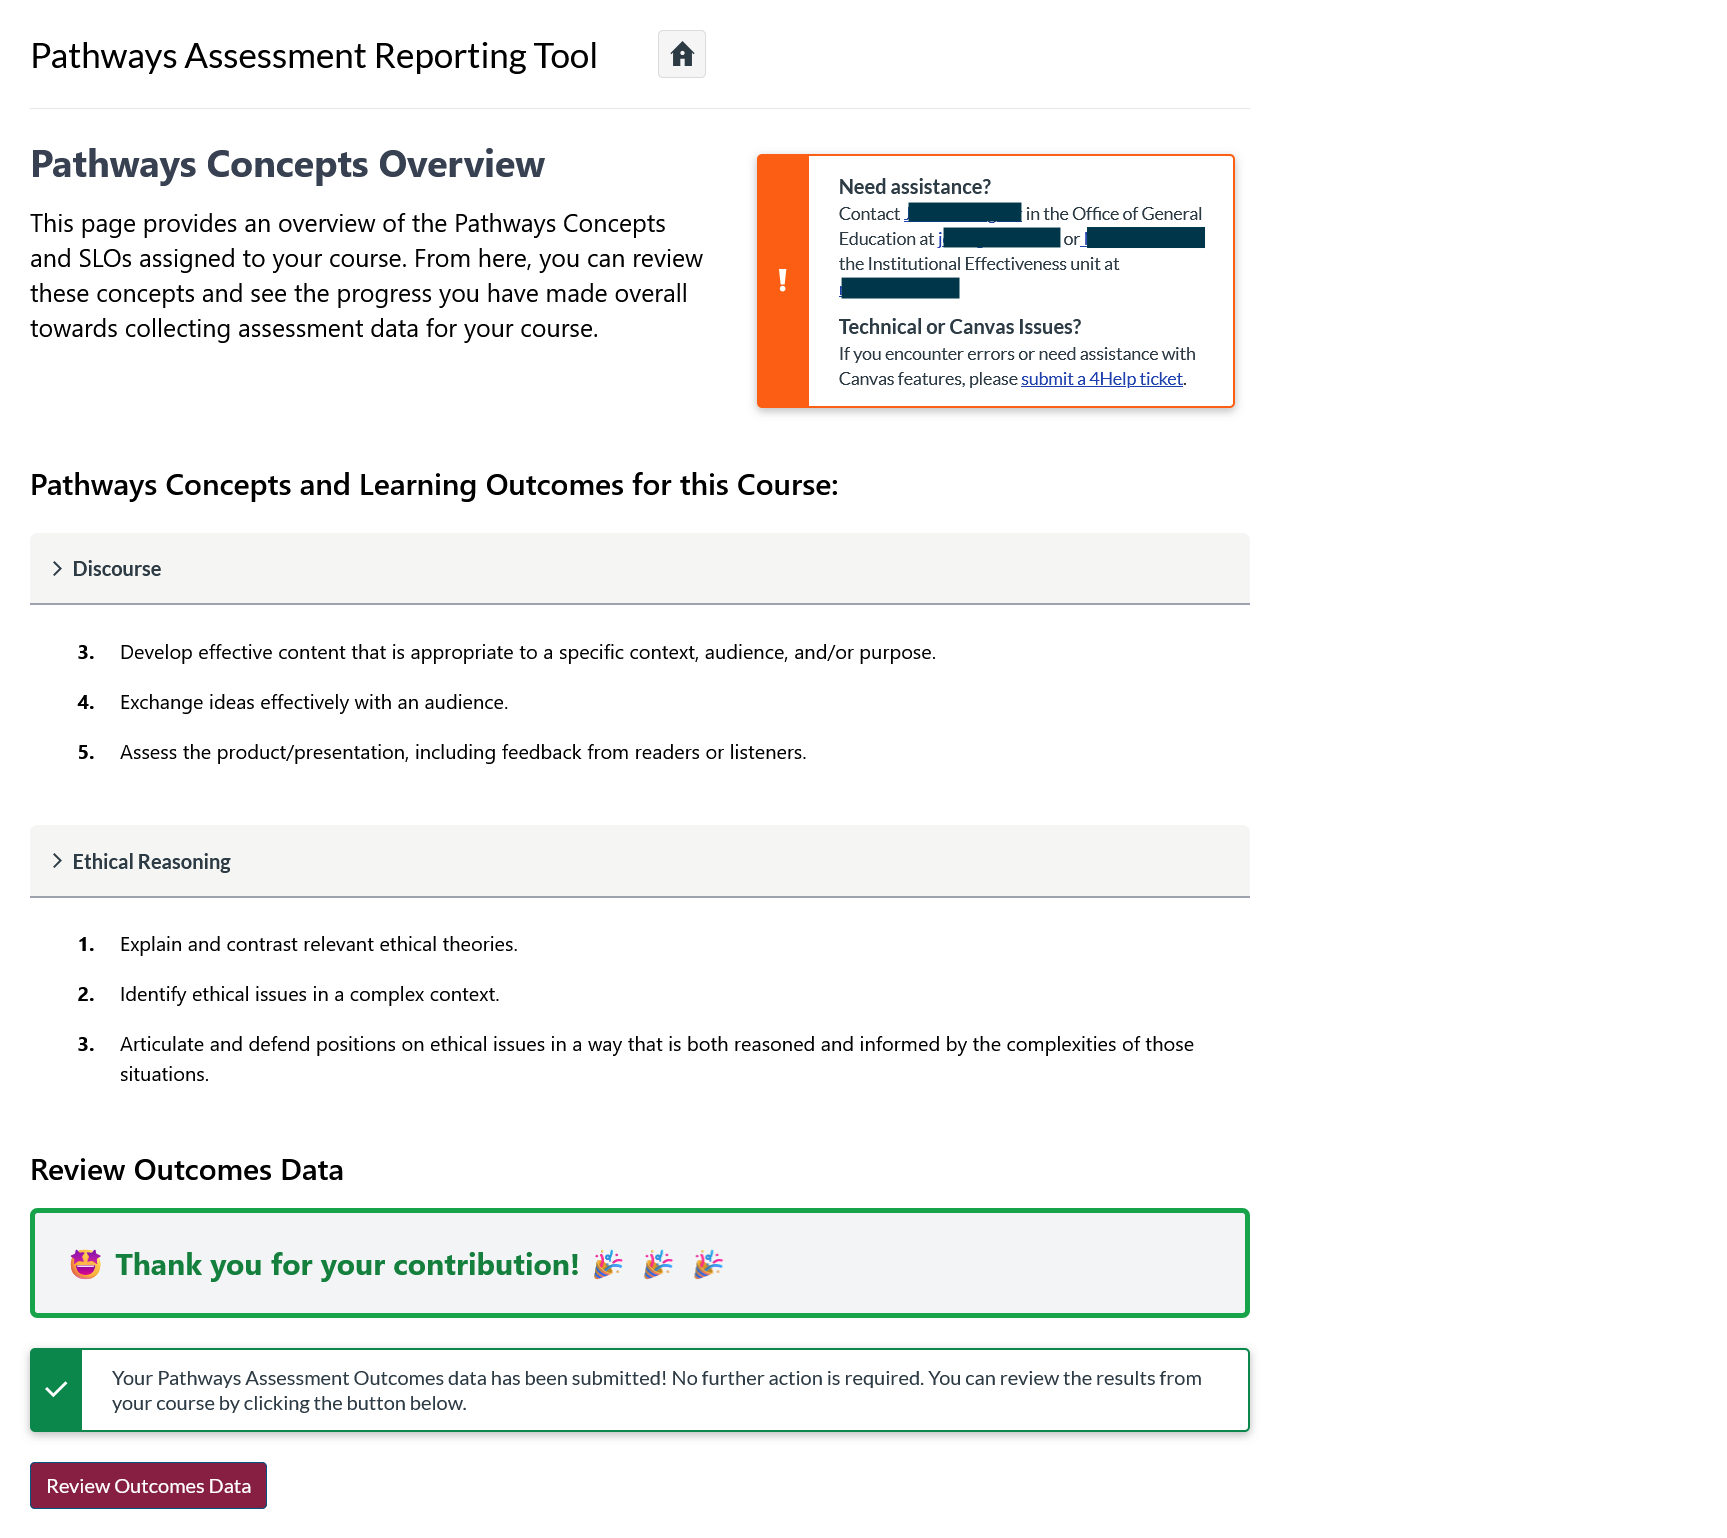 Pathways Assessment Reporting Tool
Pathways Concepts Overview
This page provides an overview of the Pathways Concepts
and SLOs assigned to your course. From here, you can review
these concepts and see the progress you have made overall
towards collecting assessment data for your course.
Need assistance?
Contact in the Office of General
Education at or
the Institutional Effectiveness unit at
Technical or Canvas Issues?
If you encounter errors or need assistance with
Canvas features, please submit a 4Help ticket.
Pathways Concepts and Learning Outcomes for this Course:
Discourse
3. Develop effective content that is appropriate to a specific context, audience, and/or purpose.
4. Exchange ideas effectively with an audience.
5. Assess the product/presentation, including feedback from readers or listeners.
Ethical Reasoning
1. Explain and contrast relevant ethical theories.
2. Identify ethical issues in a complex context.
3. Articulate and defend positions on ethical issues in a way that is both reasoned and informed by the complexities of those
situations.
Review Outcomes Data
🤩 Thank you for your contribution! 🎉 🎉 🎉
Your Pathways Assessment Outcomes data has been submitted! No further action is required. You can review the results from
your course by clicking the button below.
Review Outcomes Data